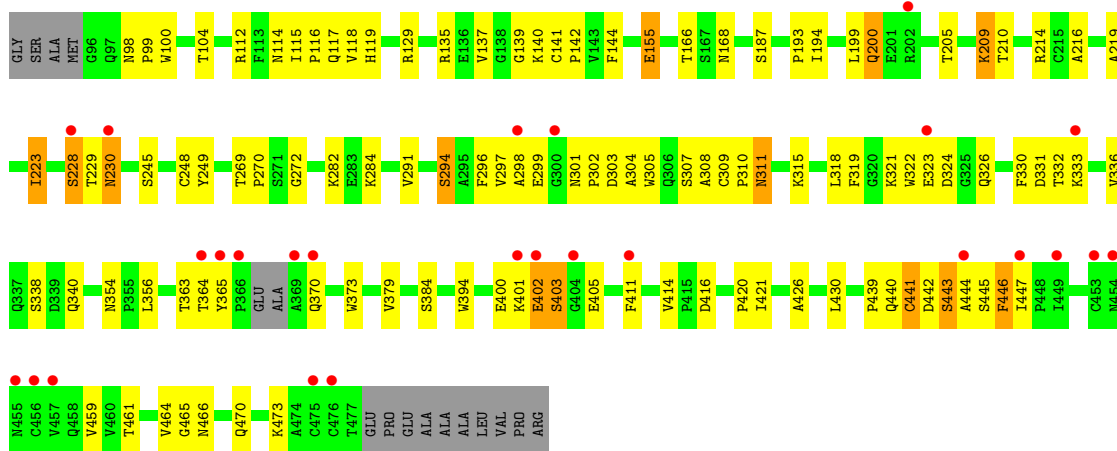 GLY SER ALA MET G96 Q97 N98 P99 W100 T104 R112 F113 N114 I115 P116 Q117 V118 H119 R129 R135 E136 V137 G138 G139 K140 C141 P142 V143 F144 E155 T166 S167 N168 S187 P193 I194 L199 Q200 E201 R202 T205 K209 T210 R214 C215 A216 A219
I223 S228 T229 N230 S245 C248 Y249 T269 P270 S271 G272 K282 E283 K284 V291 S294 A295 F296 V297 A298 E299 G300 N301 P302 D303 A304 W305 Q306 S307 A308 C309 P310 N311 K315 L318 F319 G320 K321 W322 E323 D324 G325 Q326 F330 D331 T332 K333 V336
Q337 S338 D339 Q340 N354 P355 L356 T363 T364 Y365 P366 GLU ALA A369 Q370 W373 V379 S384 W394 E400 K401 E402 S403 G404 E405 F411 V414 P415 D416 P420 I421 A426 L430 P439 Q440 C441 D442 S443 A444 S445 F446 I447 P448 I449 C453 N454
N455 C456 V457 Q458 V459 V460 T461 V464 G465 N466 Q470 K473 A474 C475 C476 T477 GLU PRO GLU ALA ALA ALA LEU VAL PRO ARG